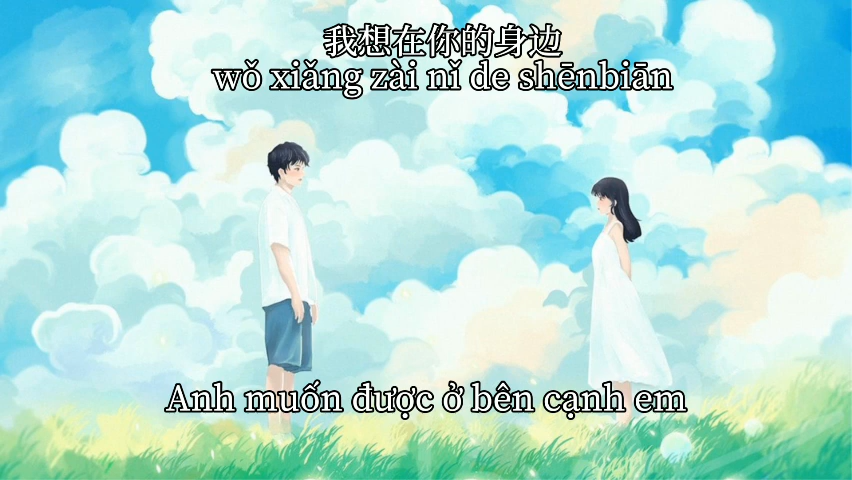 我想在你的身边
wǒ xiǎng zài nǐ de shēnbiān
Anh muốn được ở bên cạnh em